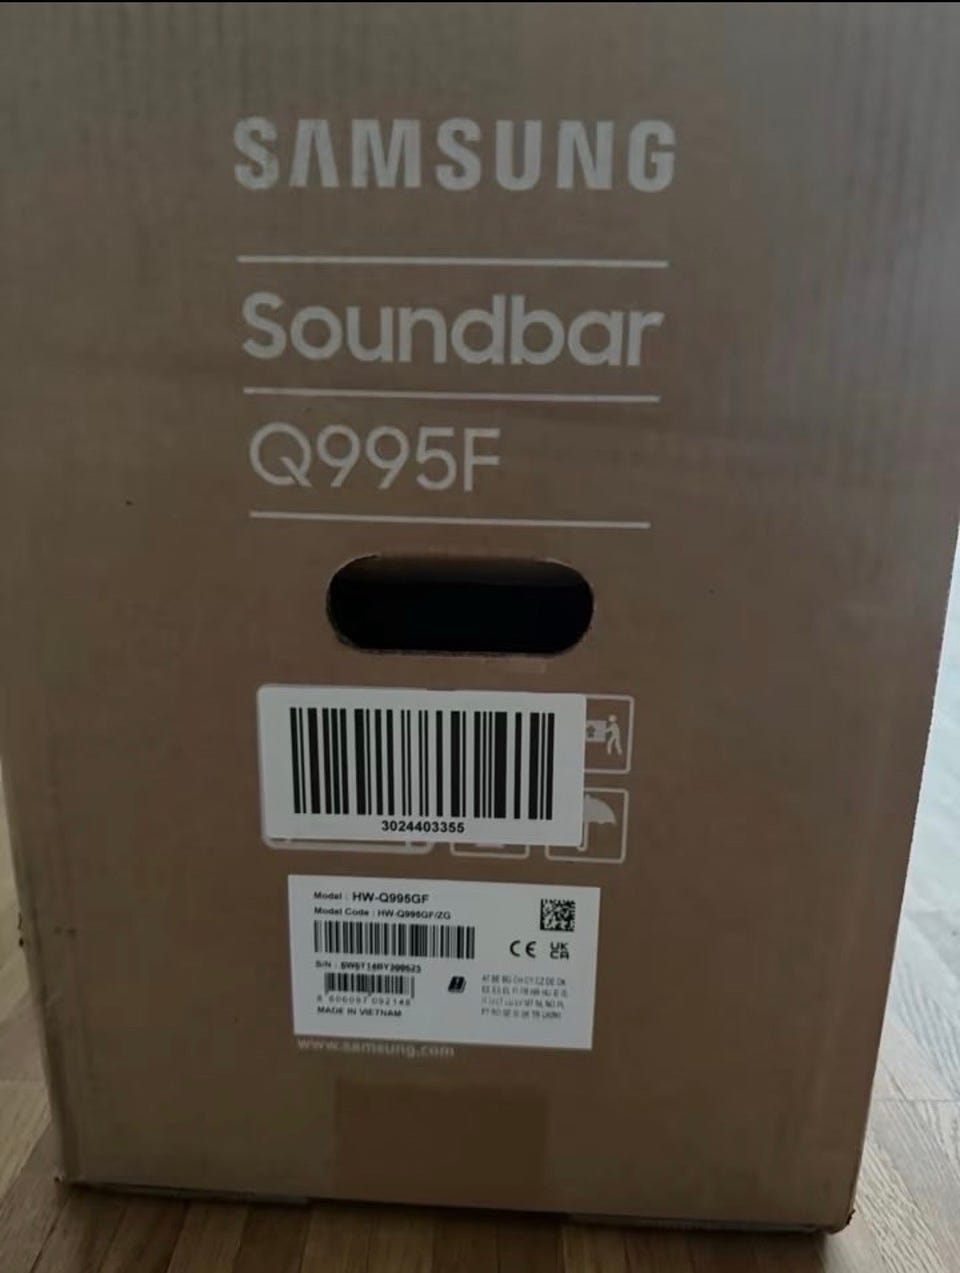 SAMSUNG
Soundbar
Q995F
3024403355
Model : HW-Q995GF
Model Code : HW-Q995GF/ZG
CE UK CA
S/N :
MADE IN VIETNAM
www.samsung.com